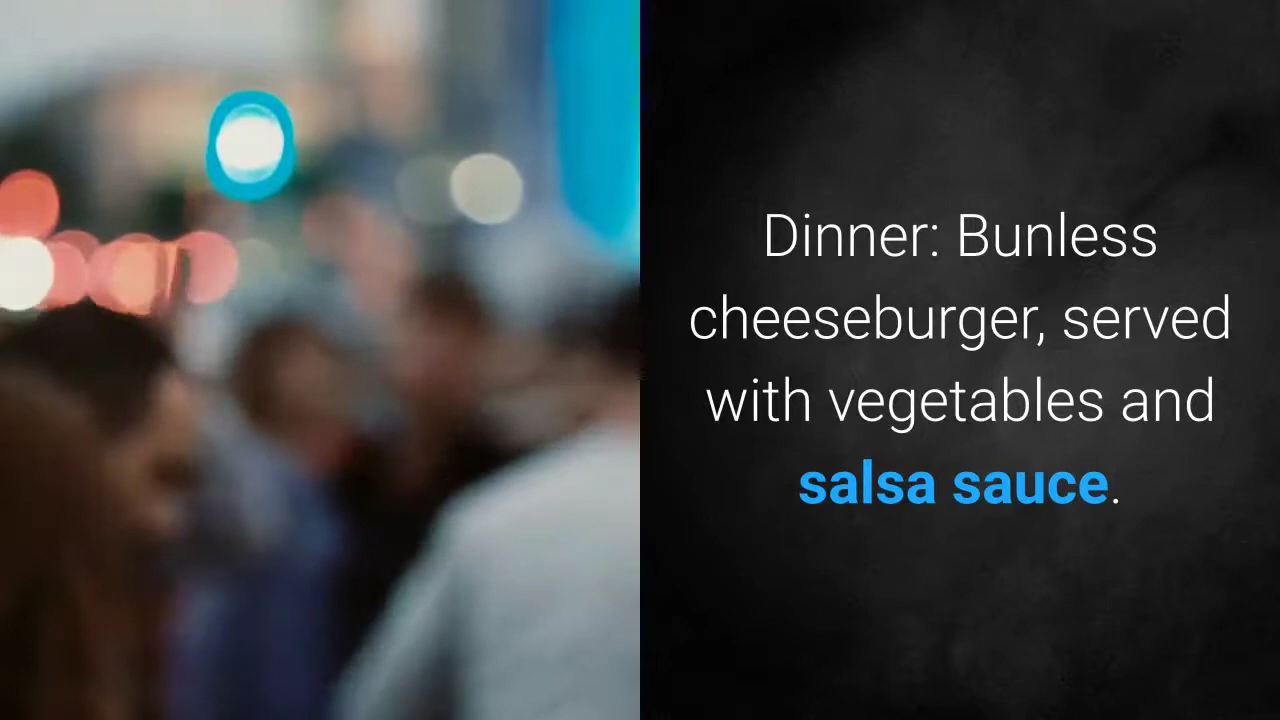 Dinner: Bunless
cheeseburger, served
with vegetables and
salsa sauce.